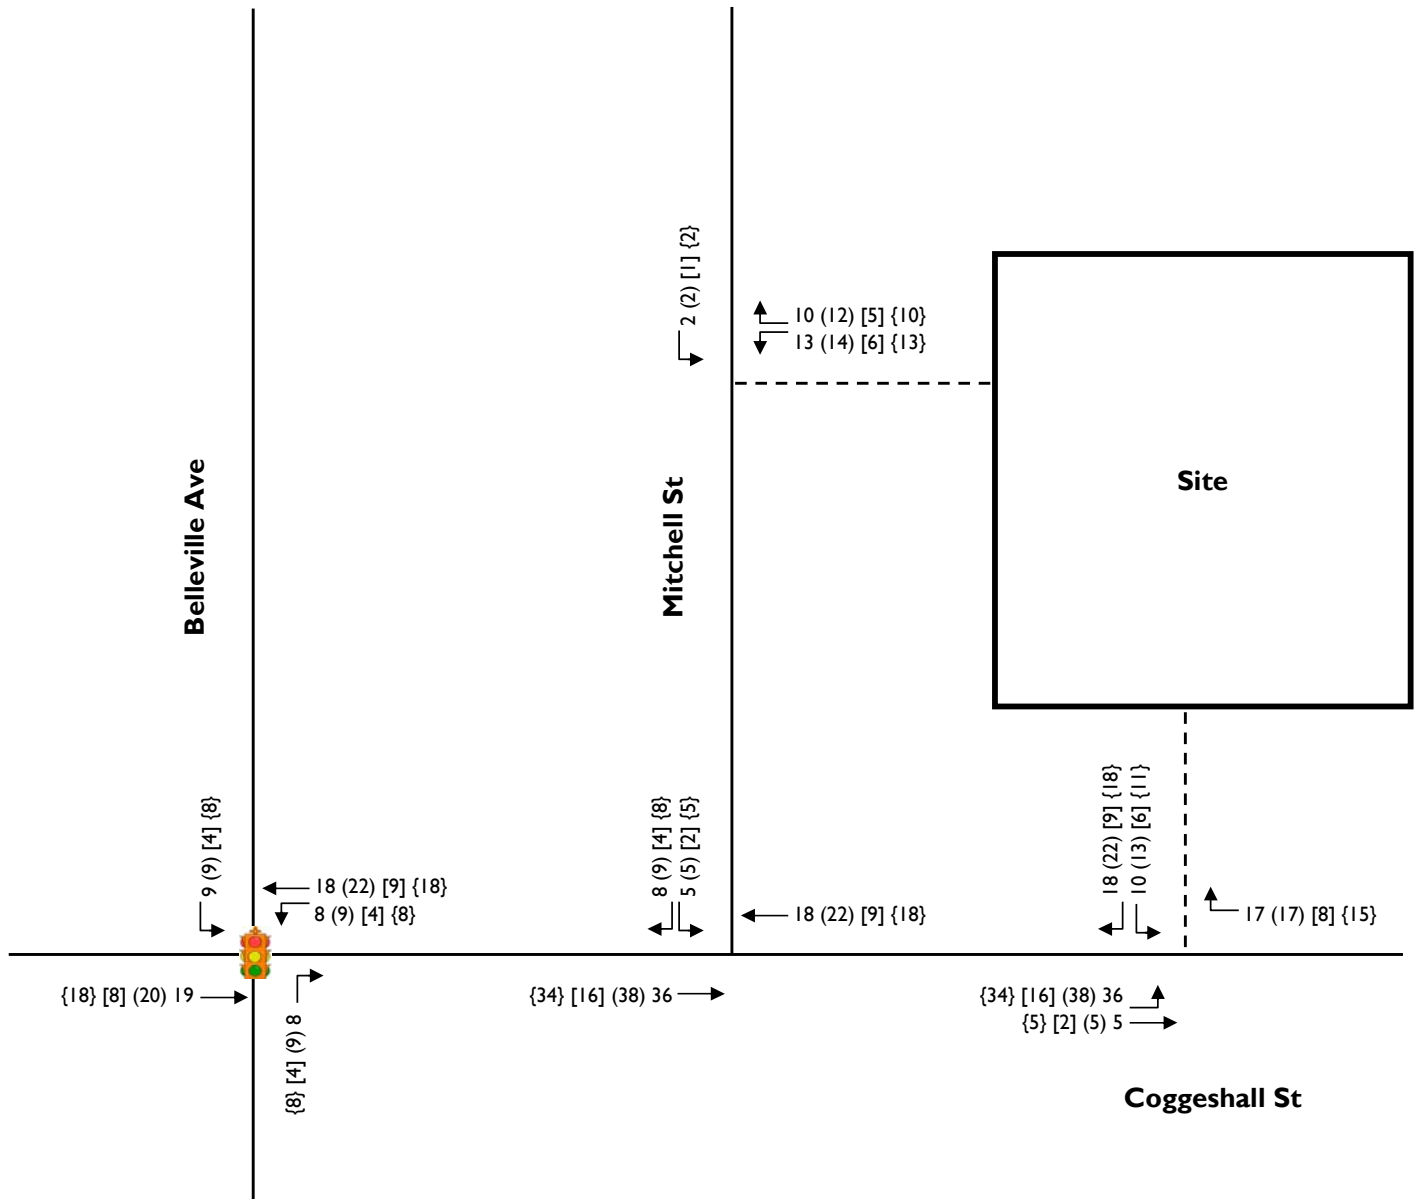 2 (2) [1] {2}
10 (12) [5] {10}
13 (14) [6] {13}
Site
Belleville Ave
Mitchell St
9 (9) [4] {8}
18 (22) [9] {18}
8 (9) [4] {8}
8 (9) [4] {8}
5 (5) [2] {5}
18 (22) [9] {18}
18 (22) [9] {18}
10 (13) [6] {11}
17 (17) [8] {15}
{18} [8] (20) 19
{8} [4] (9) 8
{34} [16] (38) 36
{34} [16] (38) 36
{5} [2] (5) 5
Coggeshall St